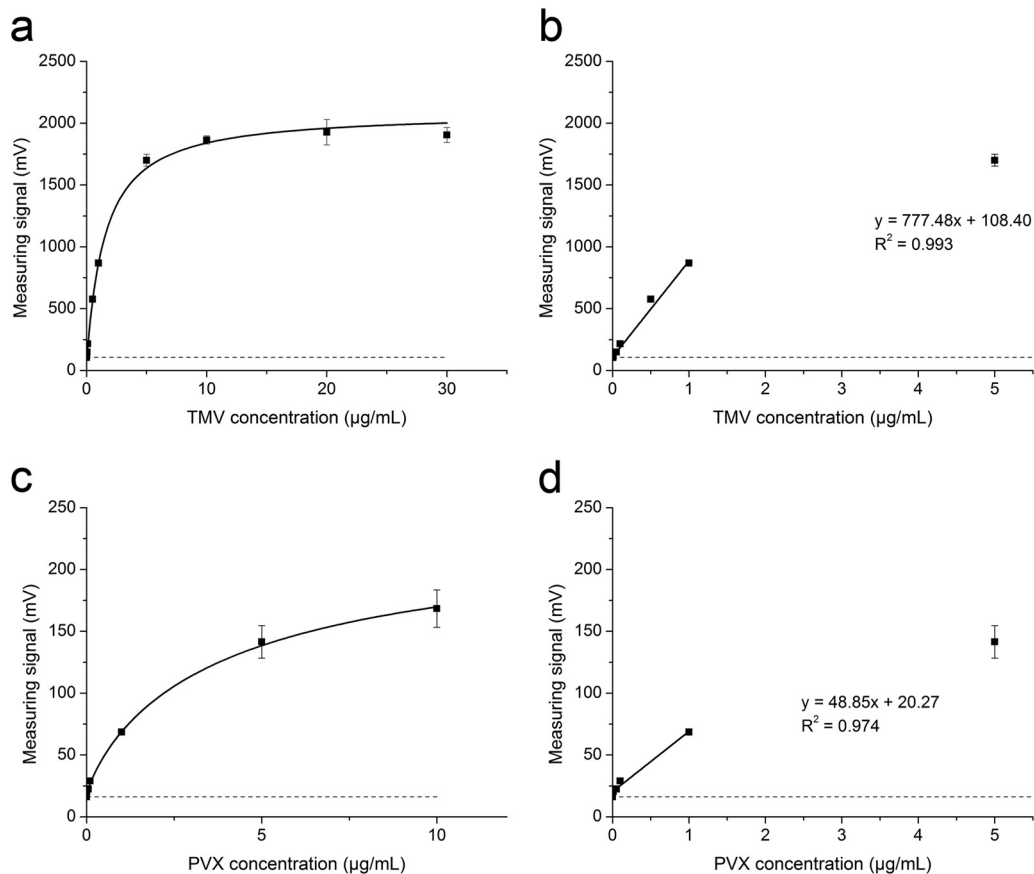 a
2500
2000
1500
1000
500
0
Measuring signal (mV)
0
10
20
30
TMV concentration (µg/mL)
b
2500
2000
1500
1000
500
0
Measuring signal (mV)
y = 777.48x + 108.40
R² = 0.993
0
1
2
3
4
5
TMV concentration (µg/mL)
c
250
200
150
100
50
0
Measuring signal (mV)
0
5
10
PVX concentration (µg/mL)
d
250
200
150
100
50
0
Measuring signal (mV)
y = 48.85x + 20.27
R² = 0.974
0
1
2
3
4
5
PVX concentration (µg/mL)